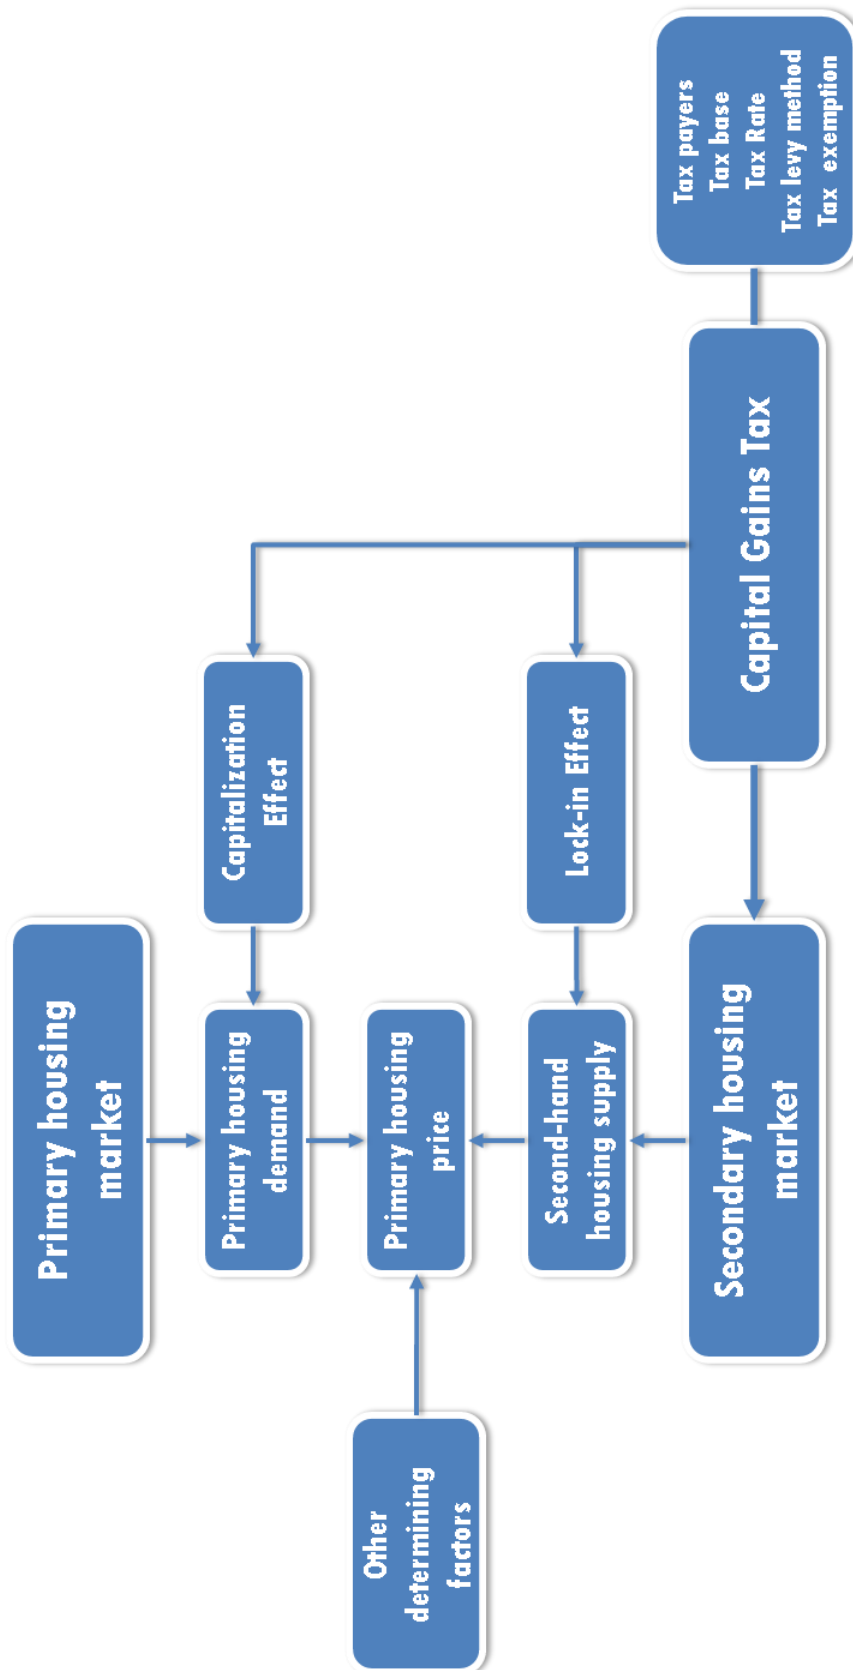 Primary housing
market
Primary housing
demand
Capitalization
Effect
Other
determining
factors
Primary housing
price
Second-hand
housing supply
Lock-in Effect
Secondary housing
market
Capital Gains Tax
Tax payers
Tax base
Tax Rate
Tax levy method
Tax exemption